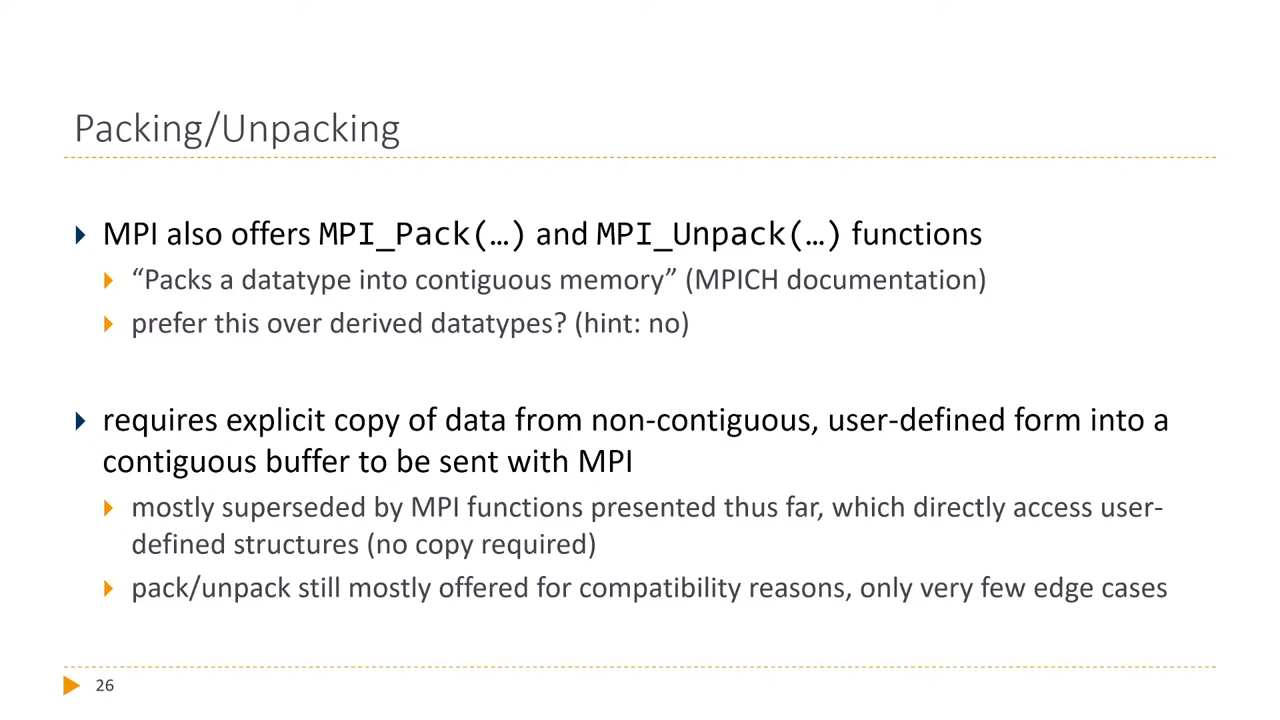 Packing/Unpacking
MPI also offers MPI_Pack(…) and MPI_Unpack(…) functions
“Packs a datatype into contiguous memory” (MPICH documentation)
prefer this over derived datatypes? (hint: no)
requires explicit copy of data from non-contiguous, user-defined form into a
contiguous buffer to be sent with MPI
mostly superseded by MPI functions presented thus far, which directly access user-
defined structures (no copy required)
pack/unpack still mostly offered for compatibility reasons, only very few edge cases
26